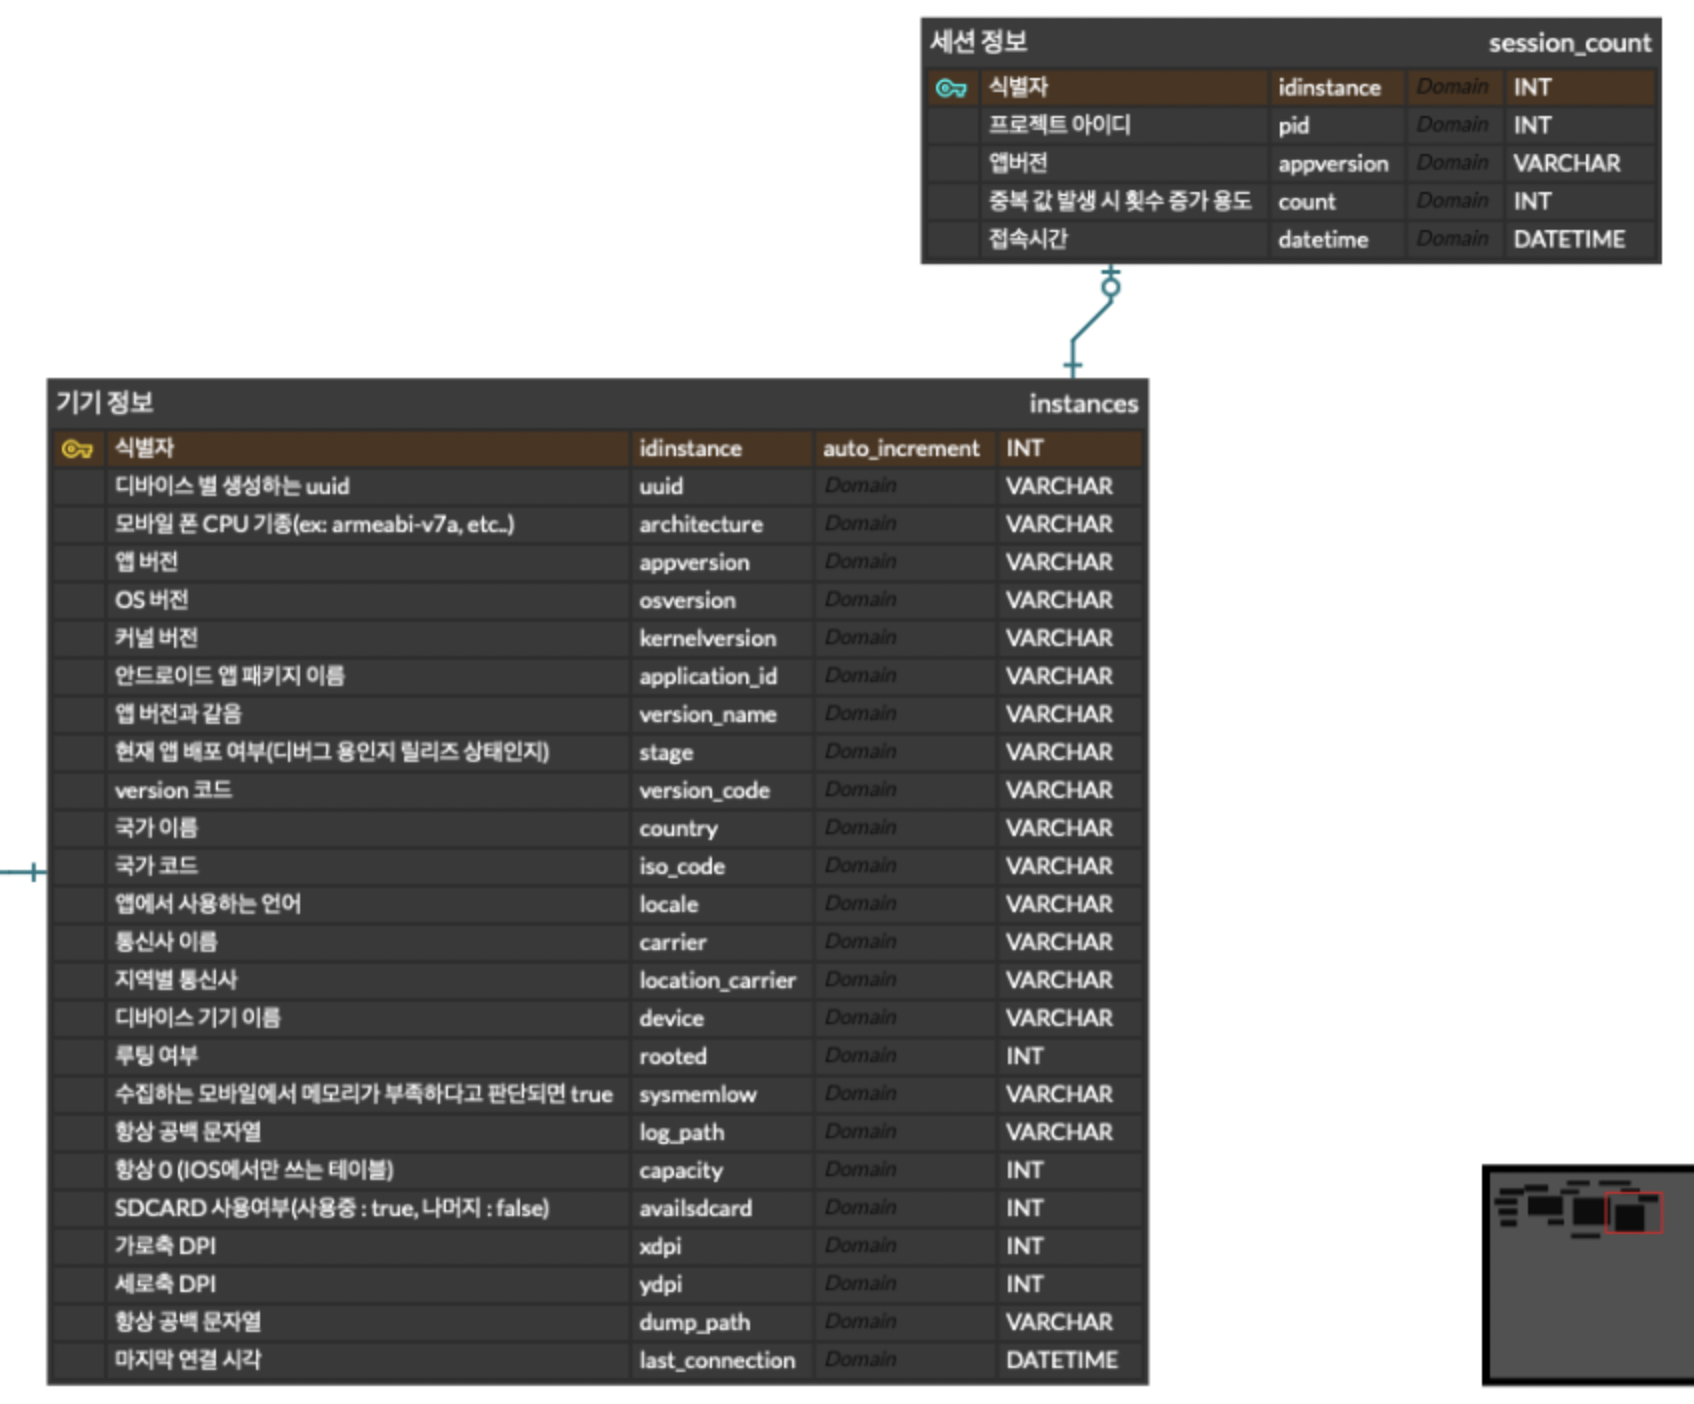 세션 정보 session_count
식별자 idinstance Domain INT
프로젝트 아이디 pid Domain INT
앱버전 appversion Domain VARCHAR
중복 값 발생 시 횟수 증가 용도 count Domain INT
접속시간 datetime Domain DATETIME
기기 정보 instances
식별자 idinstance auto_increment INT
디바이스 별 생성하는 uuid uuid Domain VARCHAR
모바일 폰 CPU 기종(ex: armeabi-v7a, etc..) architecture Domain VARCHAR
앱 버전 appversion Domain VARCHAR
OS 버전 osversion Domain VARCHAR
커널 버전 kernelversion Domain VARCHAR
안드로이드 앱 패키지 이름 application_id Domain VARCHAR
앱 버전과 같음 version_name Domain VARCHAR
현재 앱 배포 여부(디버그 용인지 릴리즈 상태인지) stage Domain VARCHAR
version 코드 version_code Domain VARCHAR
국가 이름 country Domain VARCHAR
국가 코드 iso_code Domain VARCHAR
앱에서 사용하는 언어 locale Domain VARCHAR
통신사 이름 carrier Domain VARCHAR
지역별 통신사 location_carrier Domain VARCHAR
디바이스 기기 이름 device Domain VARCHAR
루팅 여부 rooted Domain INT
수집하는 모바일에서 메모리가 부족하다고 판단되면 true sysmemlow Domain VARCHAR
항상 공백 문자열 log_path Domain VARCHAR
항상 0 (IOS에서만 쓰는 테이블) capacity Domain INT
SDCARD 사용여부(사용중 : true, 나머지 : false) availsdcard Domain INT
가로축 DPI xdpi Domain INT
세로축 DPI ydpi Domain INT
항상 공백 문자열 dump_path Domain VARCHAR
마지막 연결 시각 last_connection Domain DATETIME